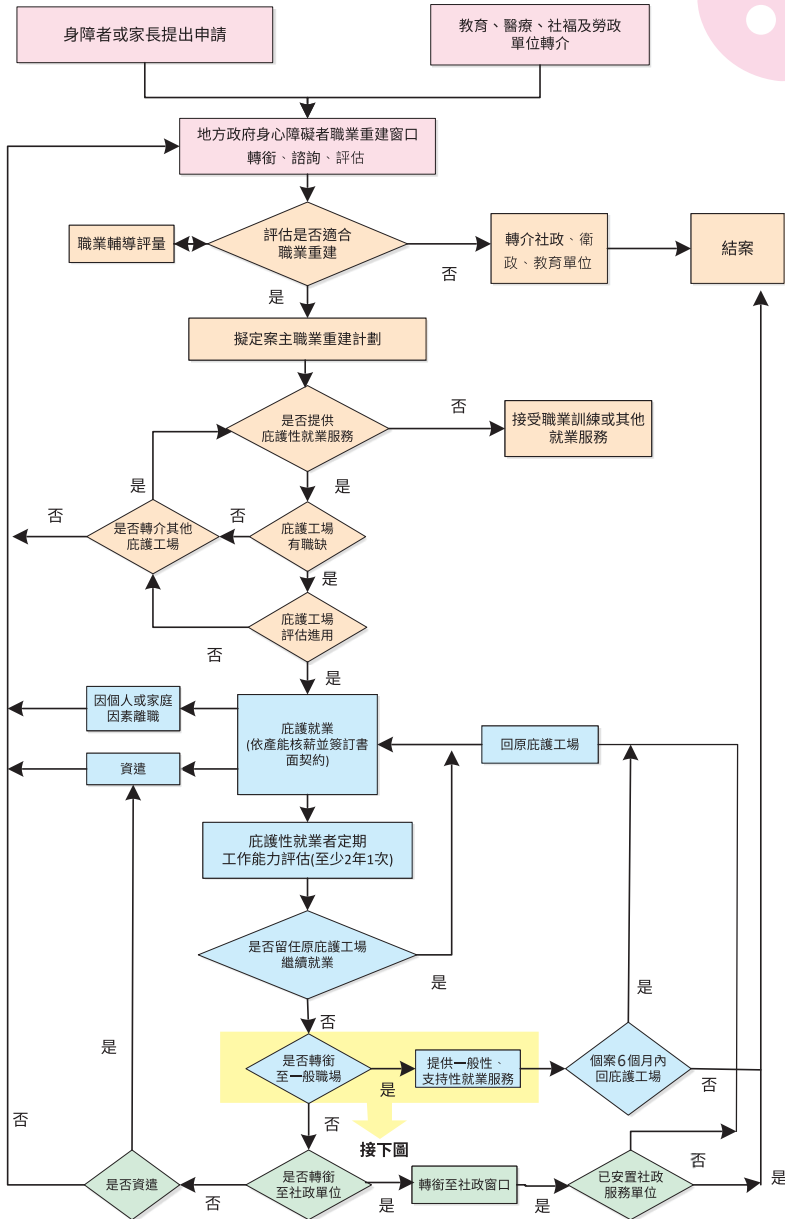 身障者或家長提出申請
教育、醫療、社福及勞政
單位轉介
地方政府身心障礙者職業重建窗口
轉銜、諮詢、評估
職業輔導評量
評估是否適合
職業重建
否
轉介社政、衛
政、教育單位
結案
是
擬定案主職業重建計劃
是否提供
庇護性就業服務
否
接受職業訓練或其他
就業服務
是
是
否
是否轉介其他
庇護工場
否
庇護工場
有職缺
是
庇護工場
評估進用
否
是
因個人或家庭
因素離職
庇護就業
(依產能核薪並簽訂書
面契約)
回原庇護工場
資遣
庇護性就業者定期
工作能力評估(至少2年1次)
是否留任原庇護工場
繼續就業
是
是
否
是
是否轉銜
至一般職場
是
提供一般性、
支持性就業服務
個案6個月內
回庇護工場
否
否
否
接下圖
是否資遣
否
是否轉銜
至社政單位
是
轉銜至社政窗口
是
已安置社政
服務單位
否
是